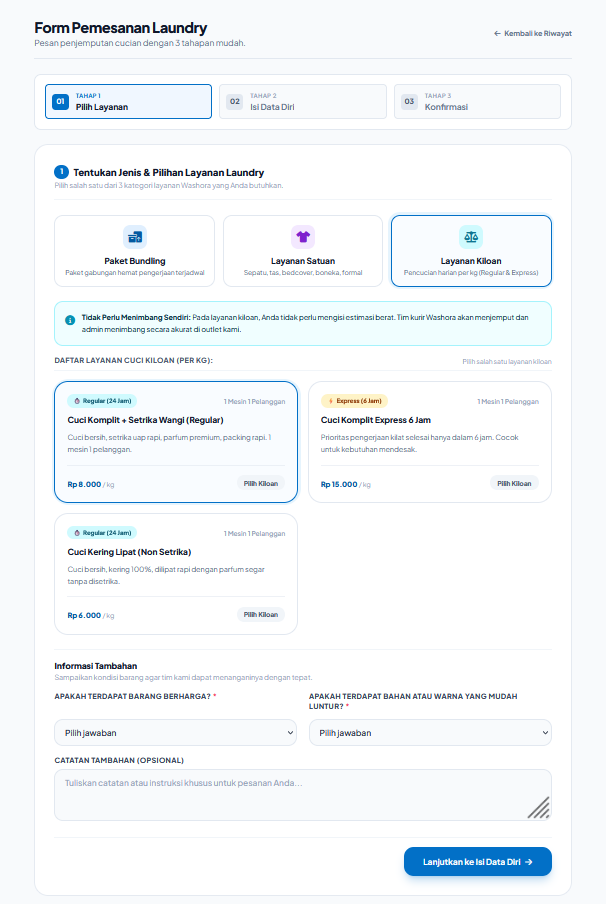 Form Pemesanan Laundry
Pesan penjemputan cucian dengan 3 tahapan mudah.
← Kembali ke Riwayat
01
TAHAP 1
Pilih Layanan
02
TAHAP 2
Isi Data Diri
03
TAHAP 3
Konfirmasi
1 Tentukan Jenis & Pilihan Layanan Laundry
Pilih salah satu dari 3 kategori layanan Washora yang Anda butuhkan.
Paket Bundling
Paket gabungan hemat pengerjaan terjadwal
Layanan Satuan
Sepatu, tas, bedcover, boneka, formal
Layanan Kiloan
Pencucian harian per kg (Regular & Express)
Tidak Perlu Menimbang Sendiri: Pada layanan kiloan, Anda tidak perlu mengisi estimasi berat. Tim kurir Washora akan menjemput dan
admin menimbang secara akurat di outlet kami.
DAFTAR LAYANAN CUCI KILOAN (PER KG):
Pilih salah satu layanan kiloan
Regular (24 Jam)
1 Mesin 1 Pelanggan
Cuci Komplit + Setrika Wangi (Regular)
Cuci bersih, setrika uap rapi, parfum premium, packing rapi. 1
mesin 1 pelanggan.
Rp 8.000 / kg
Pilih Kiloan
Express (6 Jam)
1 Mesin 1 Pelanggan
Cuci Komplit Express 6 Jam
Prioritas pengerjaan kilat selesai hanya dalam 6 jam. Cocok
untuk kebutuhan mendesak.
Rp 15.000 / kg
Pilih Kiloan
Regular (24 Jam)
1 Mesin 1 Pelanggan
Cuci Kering Lipat (Non Setrika)
Cuci bersih, kering 100%, dilipat rapi dengan parfum segar
tanpa disetrika.
Rp 6.000 / kg
Pilih Kiloan
Informasi Tambahan
Sampaikan kondisi barang agar tim kami dapat menanganinya dengan tepat.
APAKAH TERDAPAT BARANG BERHARGA? *
Pilih jawaban
APAKAH TERDAPAT BAHAN ATAU WARNA YANG MUDAH
LUNTUR? *
Pilih jawaban
CATATAN TAMBAHAN (OPSIONAL)
Tuliskan catatan atau instruksi khusus untuk pesanan Anda...
Lanjutkan ke Isi Data Diri →